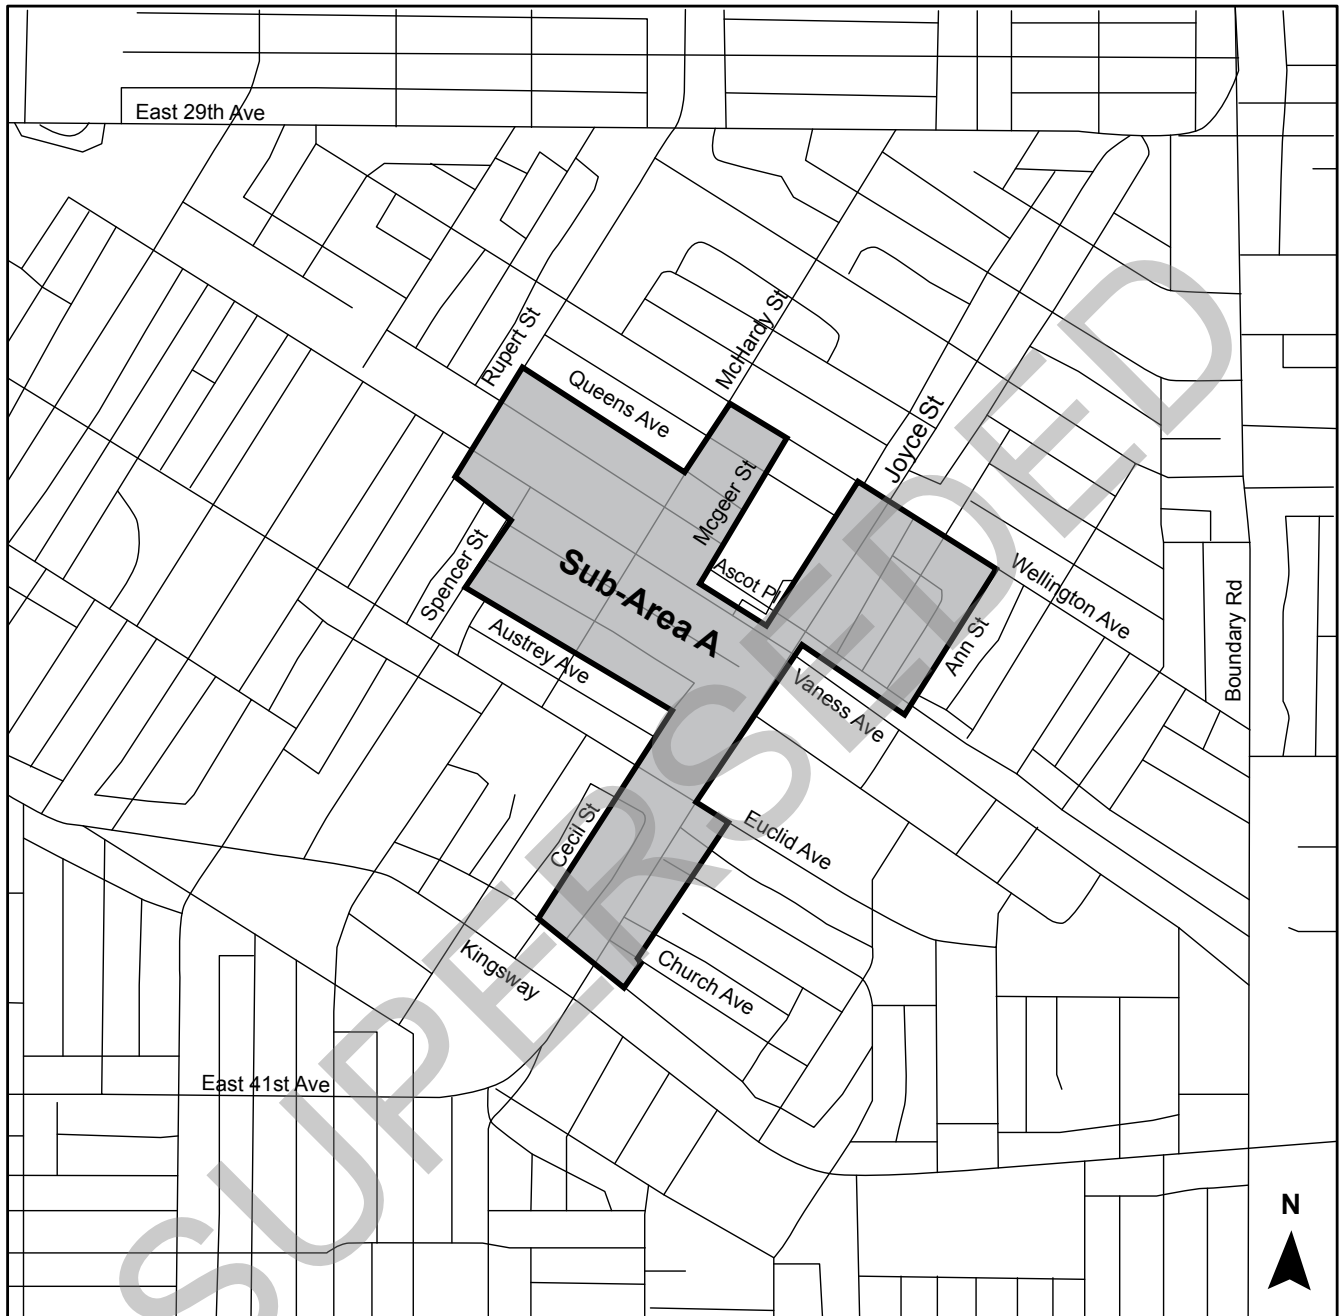 East 29th Ave
Rupert St
Queens Ave
McHardy St
Joyce St
Mcgeer St
Spencer St
Sub-Area A
Ascot Pl
Wellington Ave
Austrey Ave
Ann St
Boundary Rd
Vaness Ave
Cecil St
Euclid Ave
Kingsway
Church Ave
East 41st Ave
SUPERSEDED
N